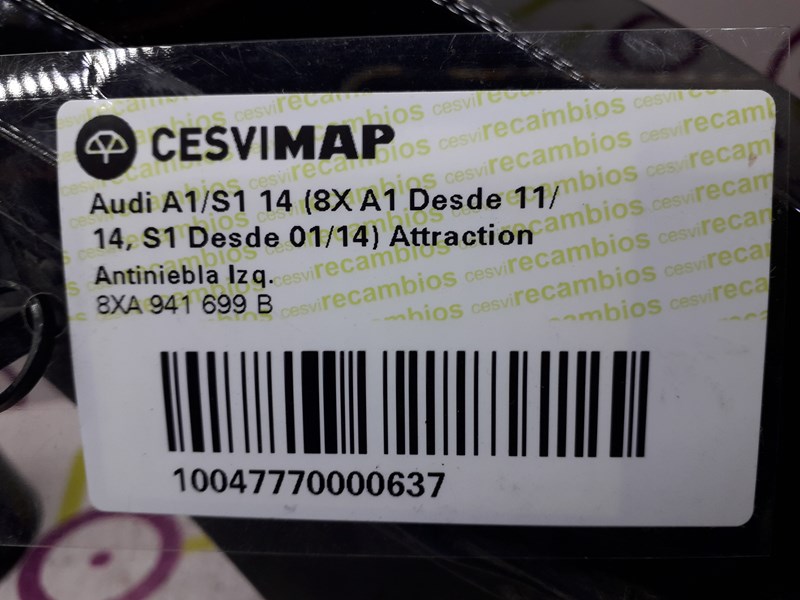 CESVIMAP
Audi A1/S1 14 (8X A1 Desde 11/
14, S1 Desde 01/14) Attraction
Antiniebla Izq.
8XA 941 699 B
cesvirecambios
10047770000637